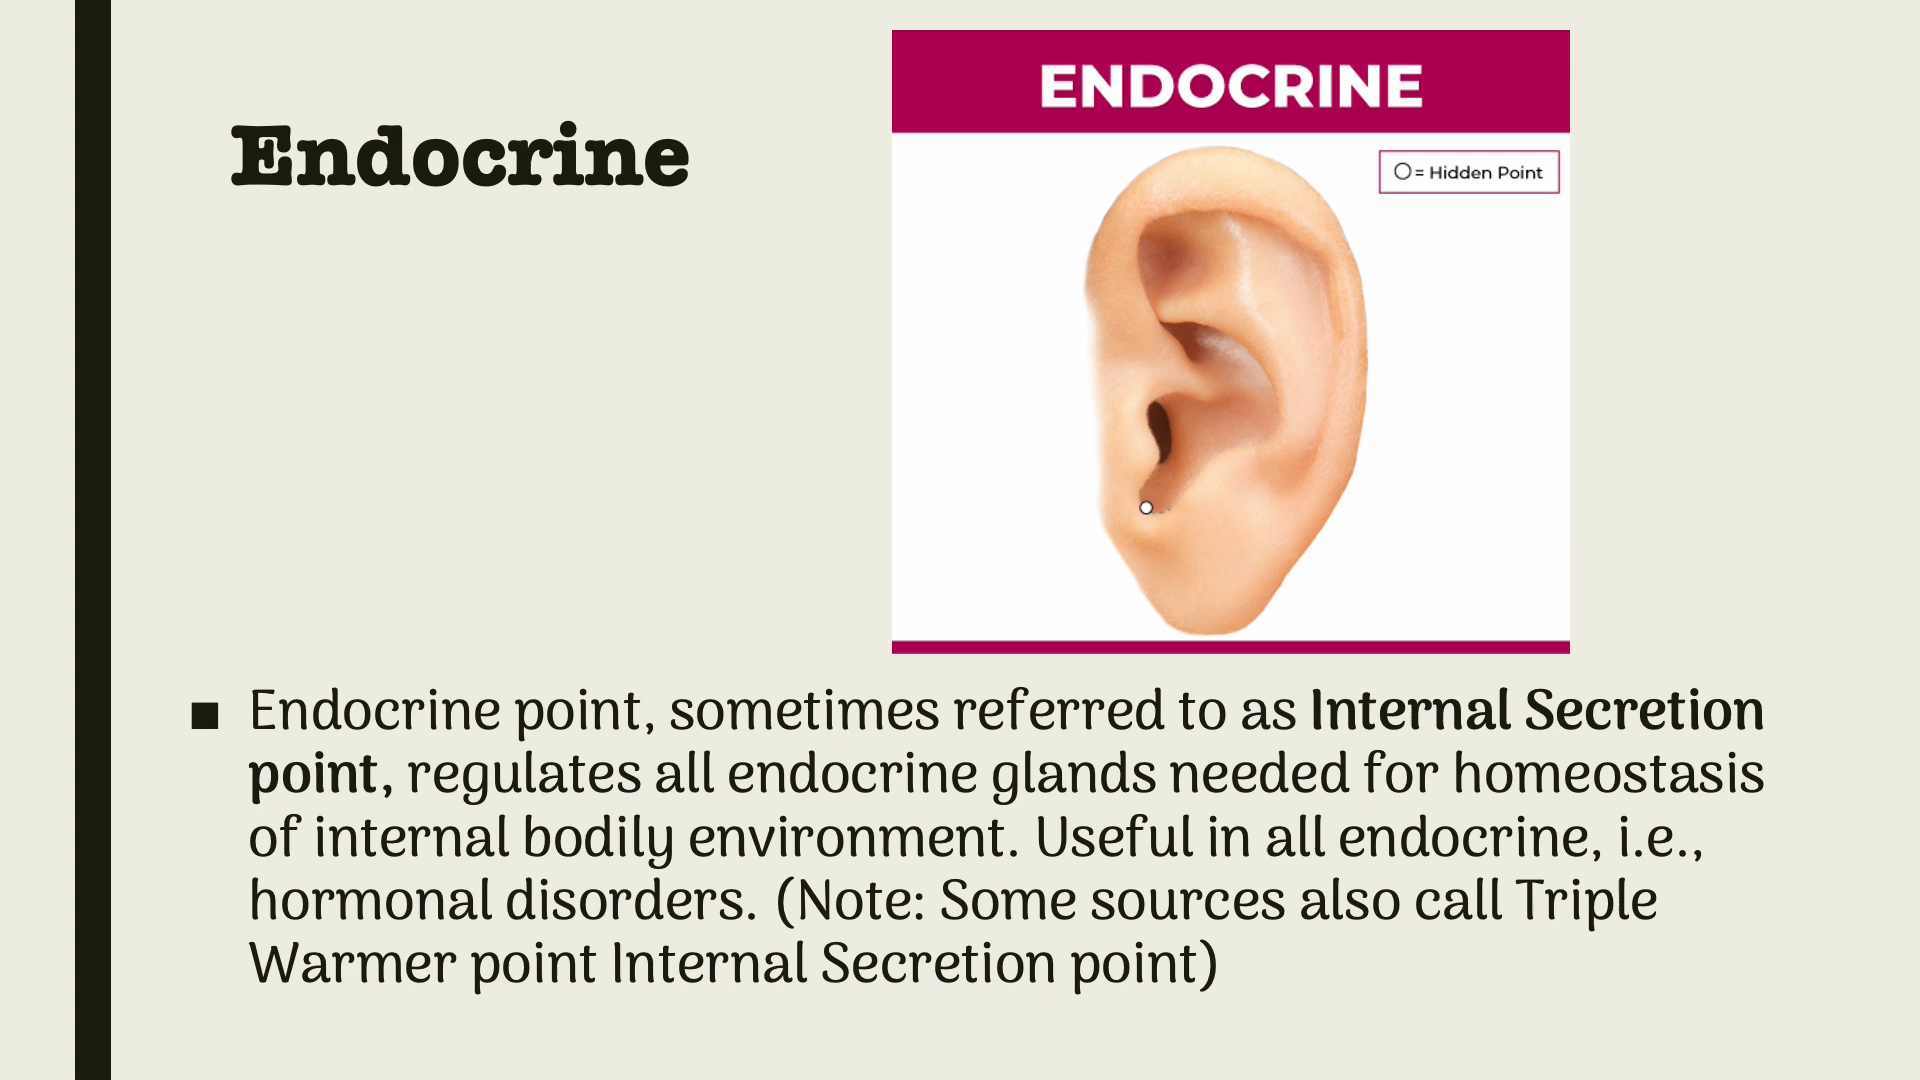 Endocrine
ENDOCRINE
O = Hidden Point
■ Endocrine point, sometimes referred to as Internal Secretion
point, regulates all endocrine glands needed for homeostasis
of internal bodily environment. Useful in all endocrine, i.e.,
hormonal disorders. (Note: Some sources also call Triple
Warmer point Internal Secretion point)